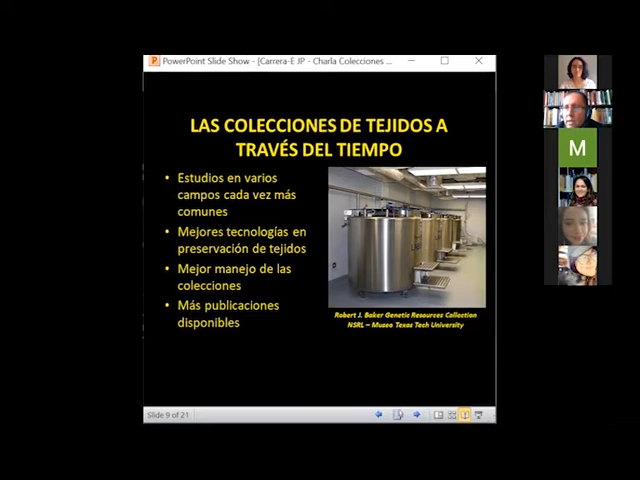 PowerPoint Slide Show - [Carrera-E JP - Charla Colecciones ...
LAS COLECCIONES DE TEJIDOS A
TRAVÉS DEL TIEMPO
• Estudios en varios
campos cada vez más
comunes
• Mejores tecnologías en
preservación de tejidos
• Mejor manejo de las
colecciones
• Más publicaciones
disponibles
Robert J. Baker Genetic Resources Collection
NSRL – Museo Texas Tech University
Slide 9 of 21
M